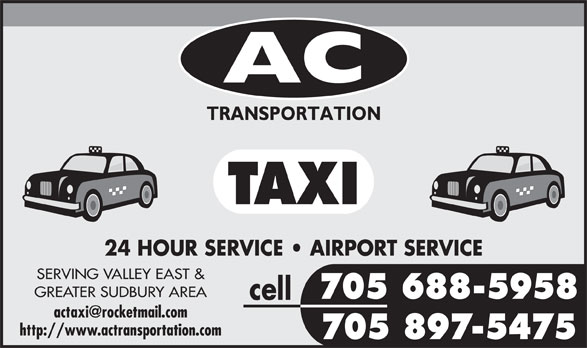 AC
TRANSPORTATION
TAXI
24 HOUR SERVICE • AIRPORT SERVICE
SERVING VALLEY EAST &
GREATER SUDBURY AREA
actaxi@rocketmail.com
http://www.actransportation.com
cell 705 688-5958
705 897-5475